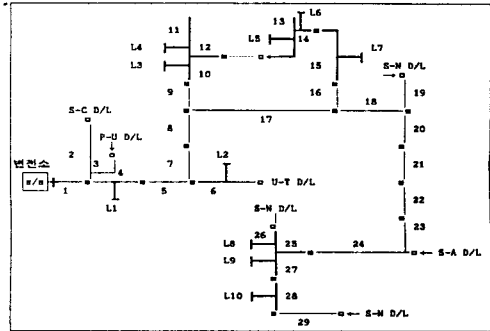 11
13
L6
L4
12
L5
14
L3
10
L7
15
S-N D/L
9
16
18
19
S-C D/L
17
20
P-U D/L
8
2
L2
21
변전소
3
4
7
S/S
1
5
6
U-T D/L
22
L1
S-N D/L
23
26
L8
25
24
L9
S-A D/L
27
L10
28
S-N D/L
29